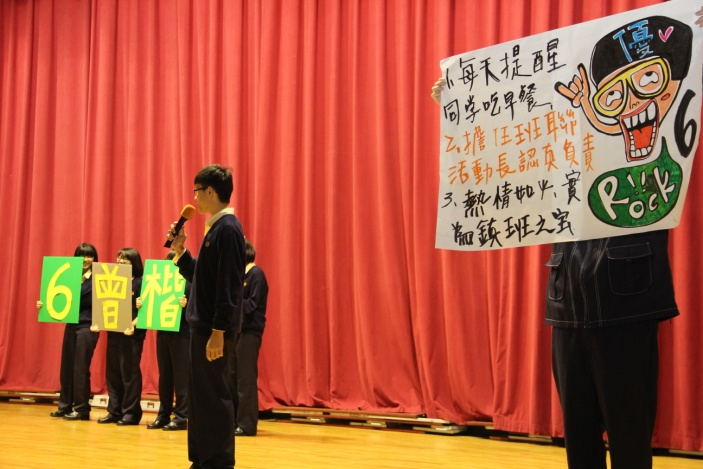 1、每天提醒
同學吃早餐、
2、擔任班聯
活動長認真負責
3、熱情如火、實
為鎮班之宝
優
6
Rock!!
6
曾
楷